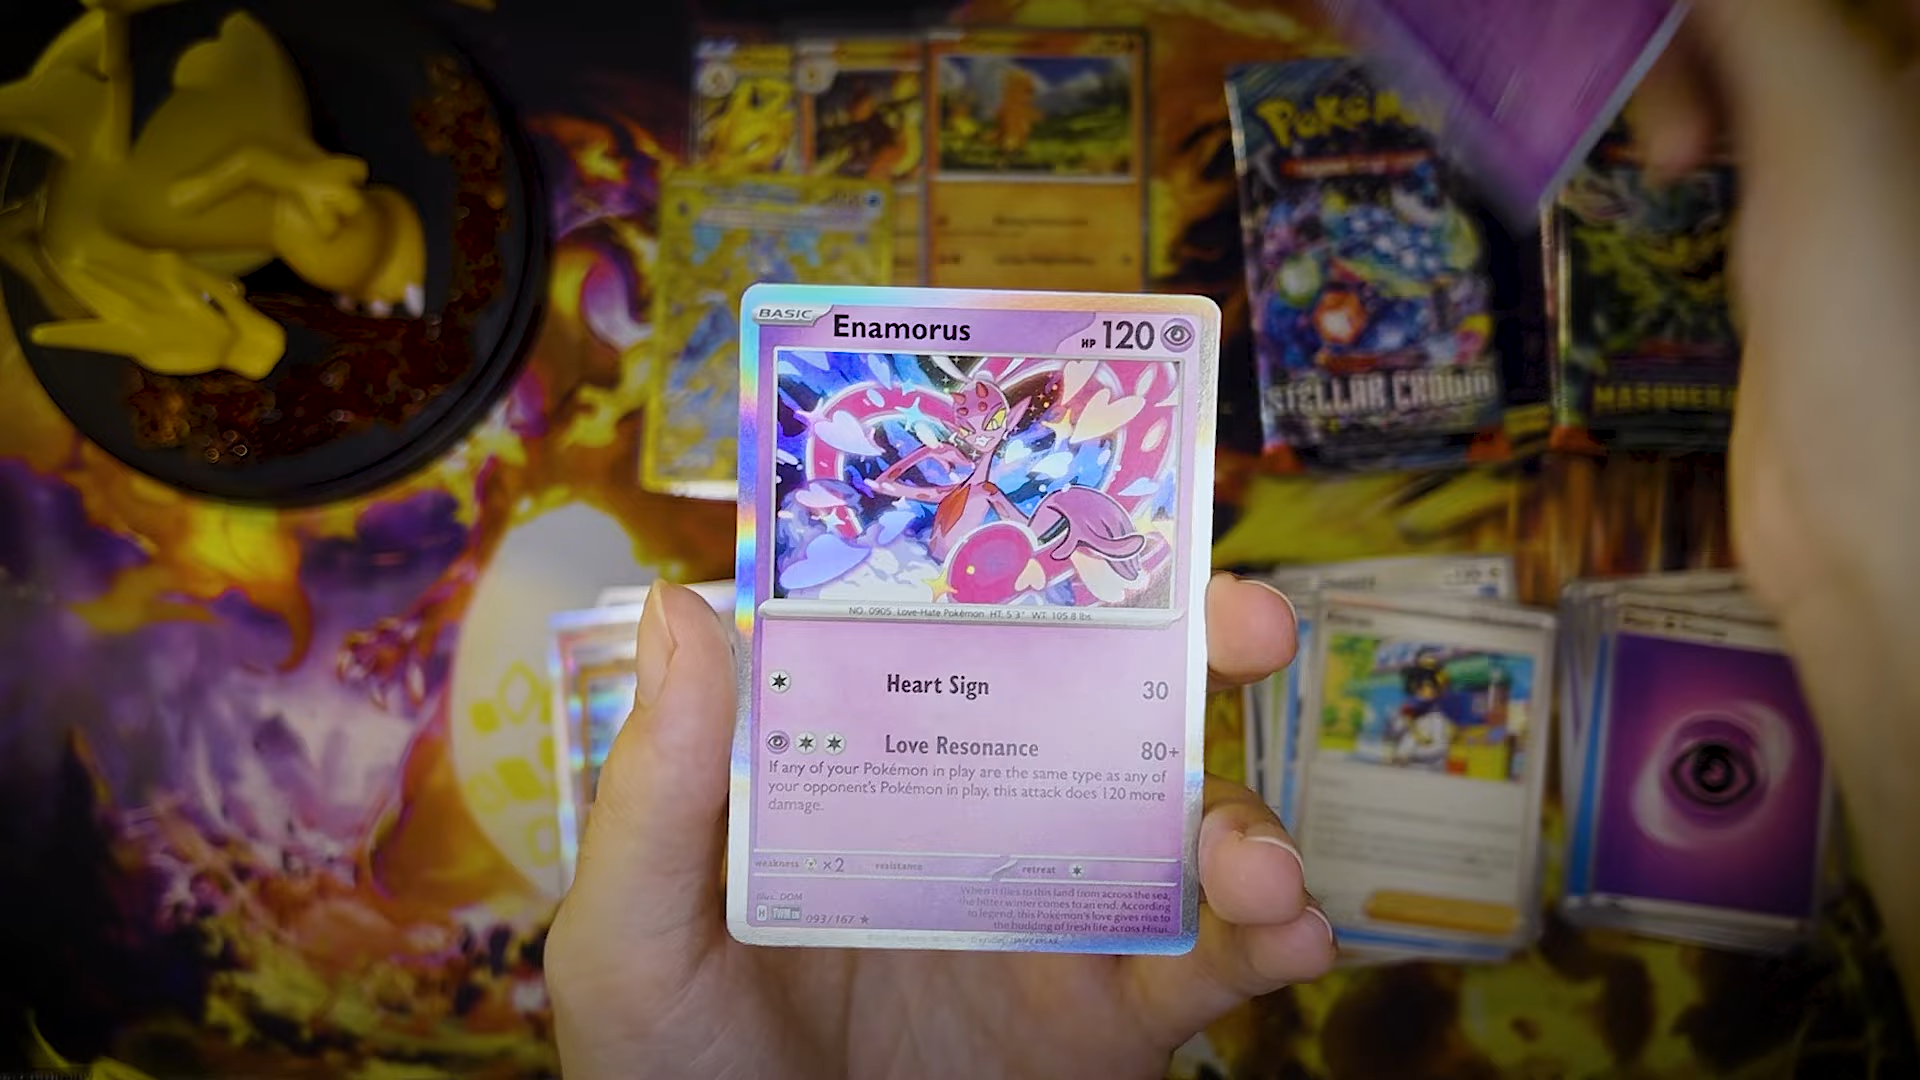 POKéM
STELLAR CROWN
MASQUERA
BASIC
Enamorus
HP 120
NO. 0905 Love-Hate Pokémon HT. 5'3" WT. 105.8 lbs.
Heart Sign 30
Love Resonance 80+
If any of your Pokémon in play are the same type as any of
your opponent's Pokémon in play, this attack does 120 more
damage.
weakness ×2 resistance retreat
Illus. DOM
H TWM EN 093/167
When it flies to this land from across the sea,
the bitter winter comes to an end. According
to legend, this Pokémon's love gives rise to
the budding of fresh life across Hisui.